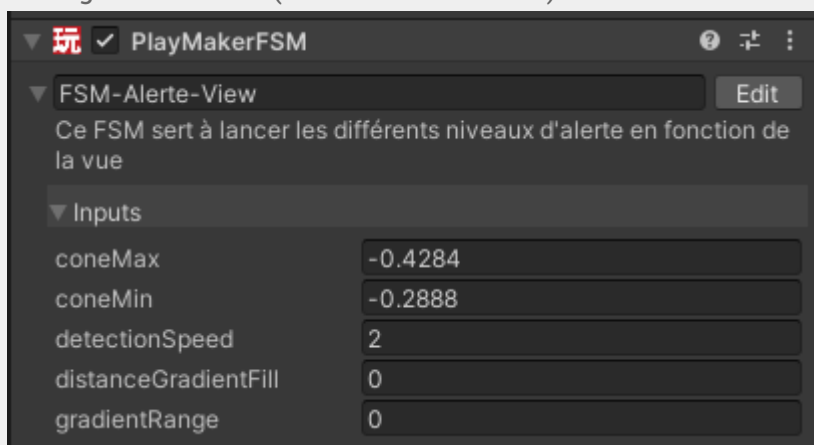 玩 PlayMakerFSM
FSM-Alerte-View Edit
Ce FSM sert à lancer les différents niveaux d'alerte en fonction de
la vue
Inputs
coneMax -0.4284
coneMin -0.2888
detectionSpeed 2
distanceGradientFill 0
gradientRange 0